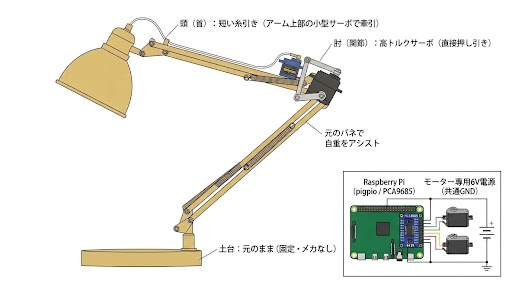 頭（首）：短い糸引き（アーム上部の小型サーボで牽引）
肘（関節）：高トルクサーボ（直接押し引き）
元のバネで
自重をアシスト
Raspberry Pi
(pigpio / PCA9685)
モーター専用6V電源
（共通GND）
土台：元のまま（固定・メカなし）